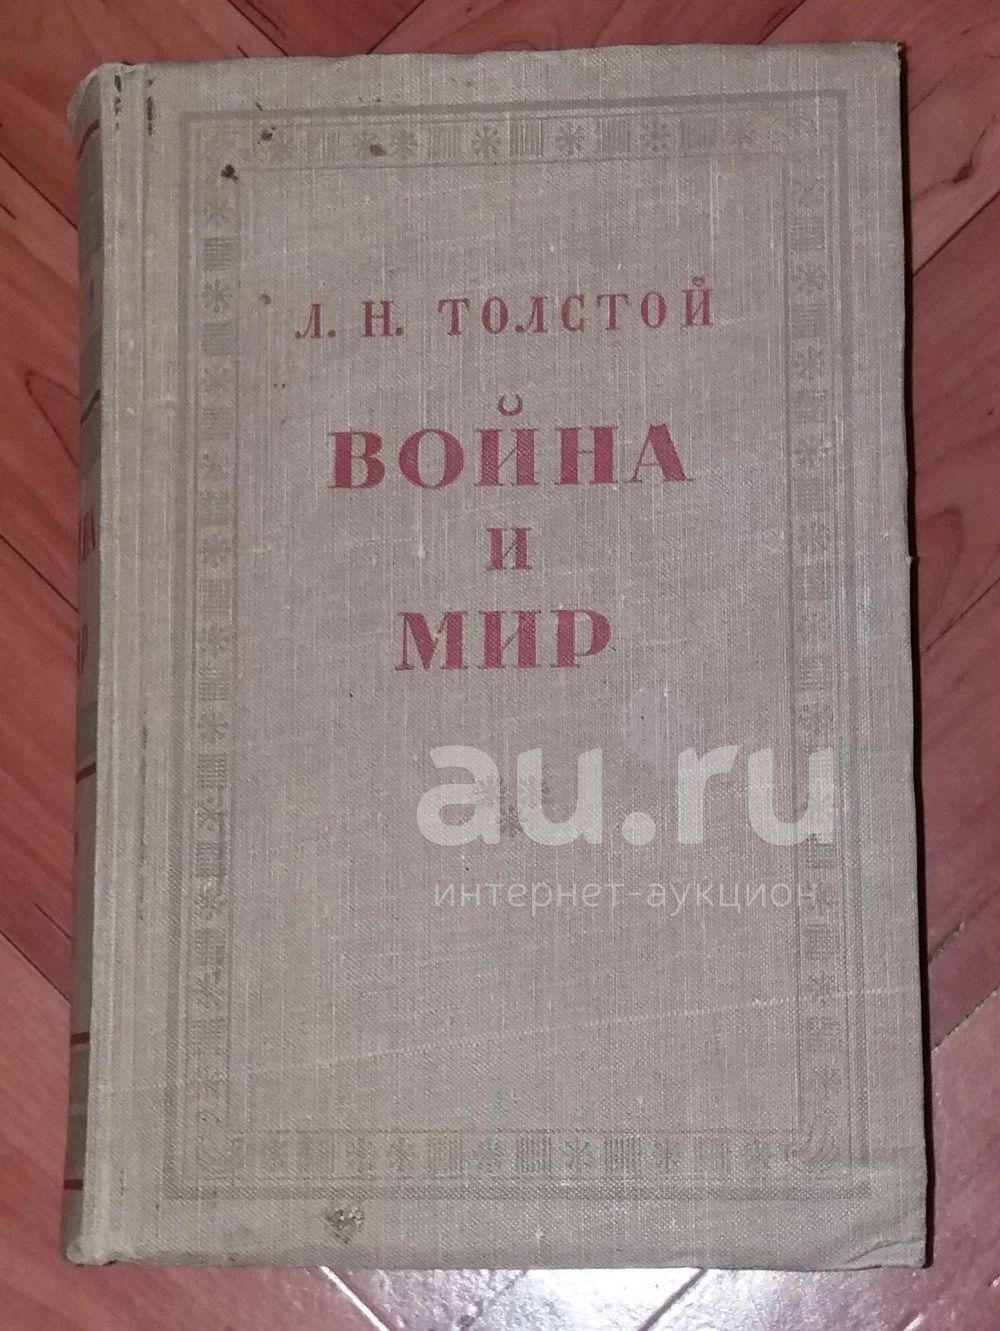 Л. Н. ТОЛСТОЙ
ВОЙНА
И
МИР
au.ru
интернет-аукцион